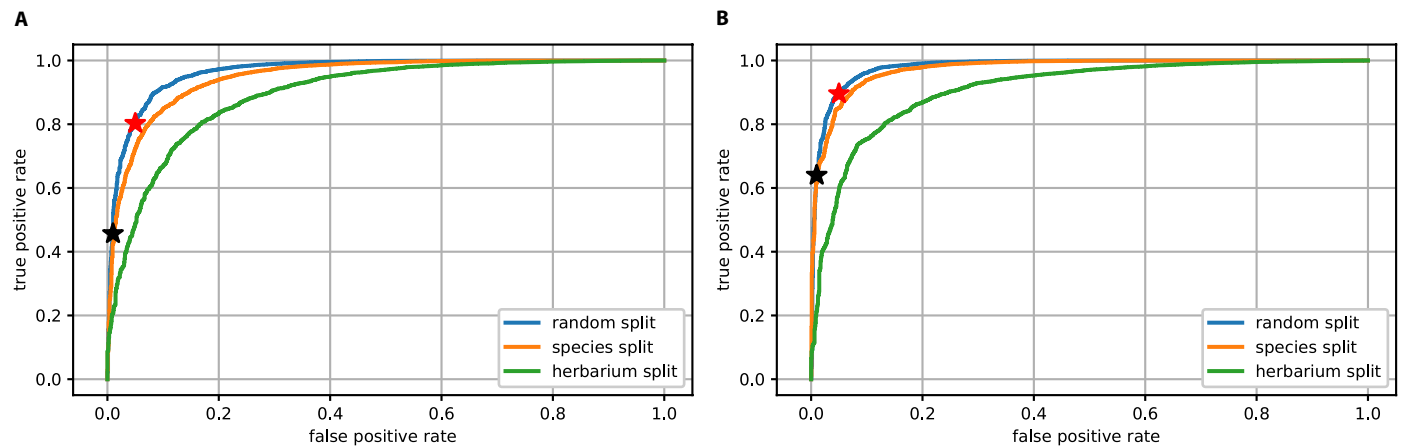 A
true positive rate
1.0
0.8
0.6
0.4
0.2
0.0
random split
species split
herbarium split
0.0 0.2 0.4 0.6 0.8 1.0
false positive rate
B
true positive rate
1.0
0.8
0.6
0.4
0.2
0.0
random split
species split
herbarium split
0.0 0.2 0.4 0.6 0.8 1.0
false positive rate